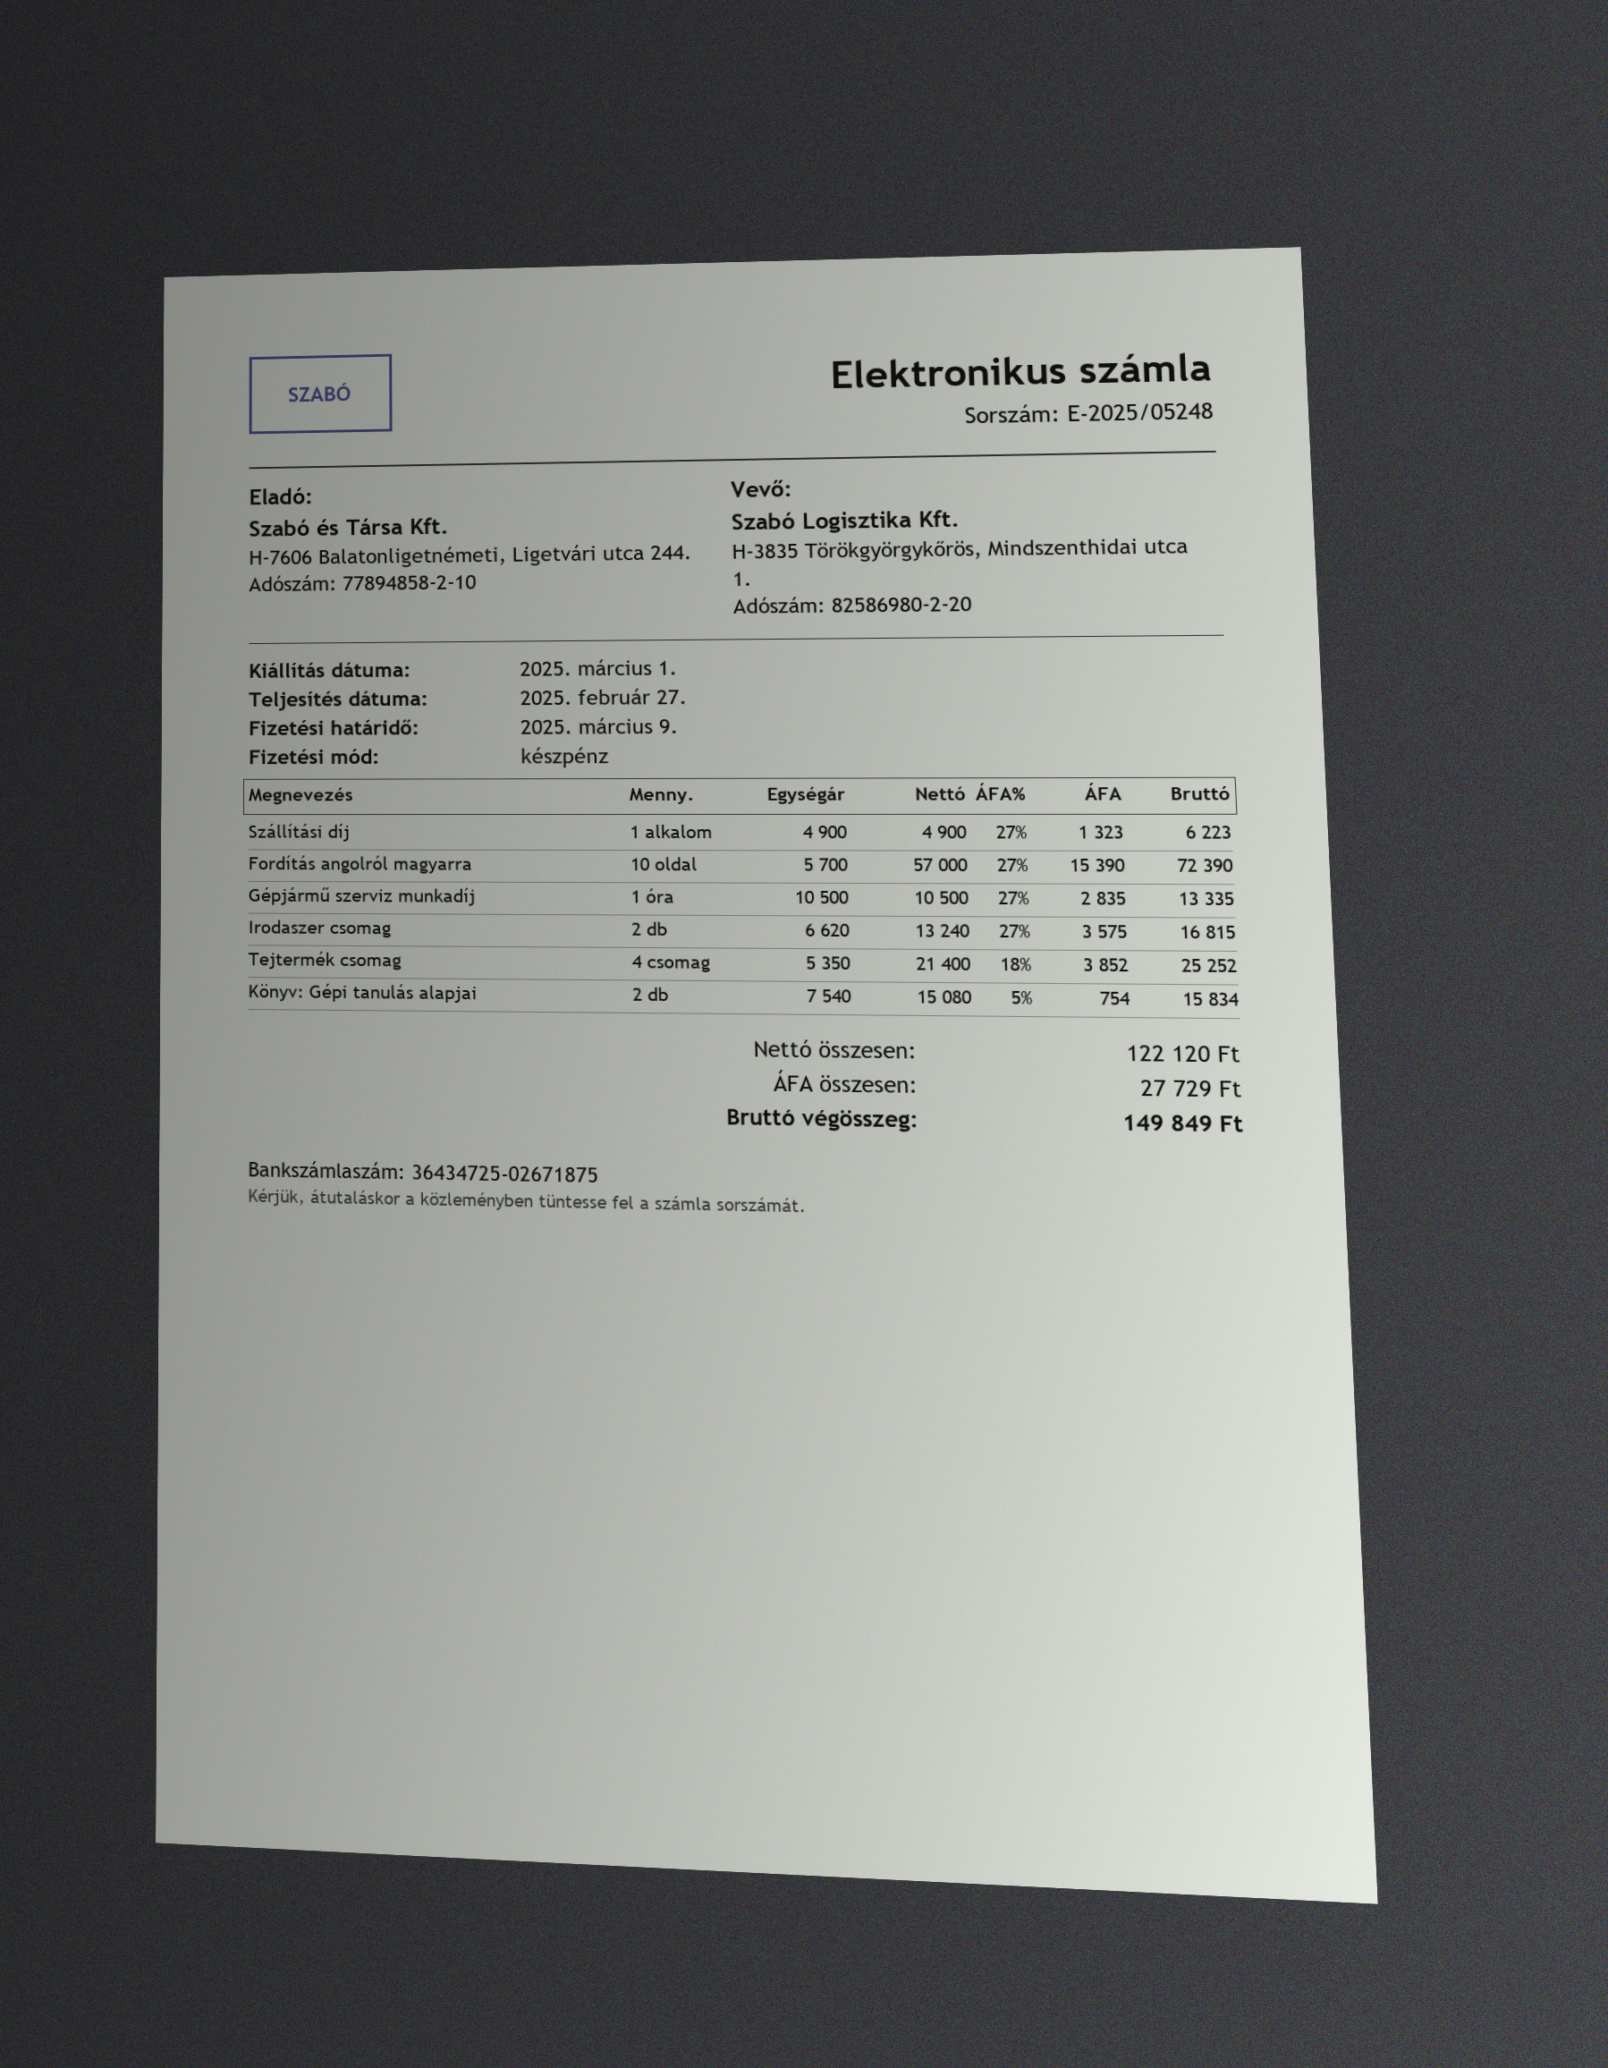 SZABÓ
Elektronikus számla
Sorszám: E-2025/05248
Eladó:
Szabó és Társa Kft.
H-7606 Balatonligetnémeti, Ligetvári utca 244.
Adószám: 77894858-2-10
Vevő:
Szabó Logisztika Kft.
H-3835 Törökgyörgykőrös, Mindszenthidai utca
1.
Adószám: 82586980-2-20
Kiállítás dátuma: 2025. március 1.
Teljesítés dátuma: 2025. február 27.
Fizetési határidő: 2025. március 9.
Fizetési mód: készpénz
Megnevezés Menny. Egységár Nettó ÁFA% ÁFA Bruttó
Szállítási díj 1 alkalom 4 900 4 900 27% 1 323 6 223
Fordítás angolról magyarra 10 oldal 5 700 57 000 27% 15 390 72 390
Gépjármű szerviz munkadíj 1 óra 10 500 10 500 27% 2 835 13 335
Irodaszer csomag 2 db 6 620 13 240 27% 3 575 16 815
Tejtermék csomag 4 csomag 5 350 21 400 18% 3 852 25 252
Könyv: Gépi tanulás alapjai 2 db 7 540 15 080 5% 754 15 834
Nettó összesen: 122 120 Ft
ÁFA összesen: 27 729 Ft
Bruttó végösszeg: 149 849 Ft
Bankszámlaszám: 36434725-02671875
Kérjük, átutaláskor a közleményben tüntesse fel a számla sorszámát.